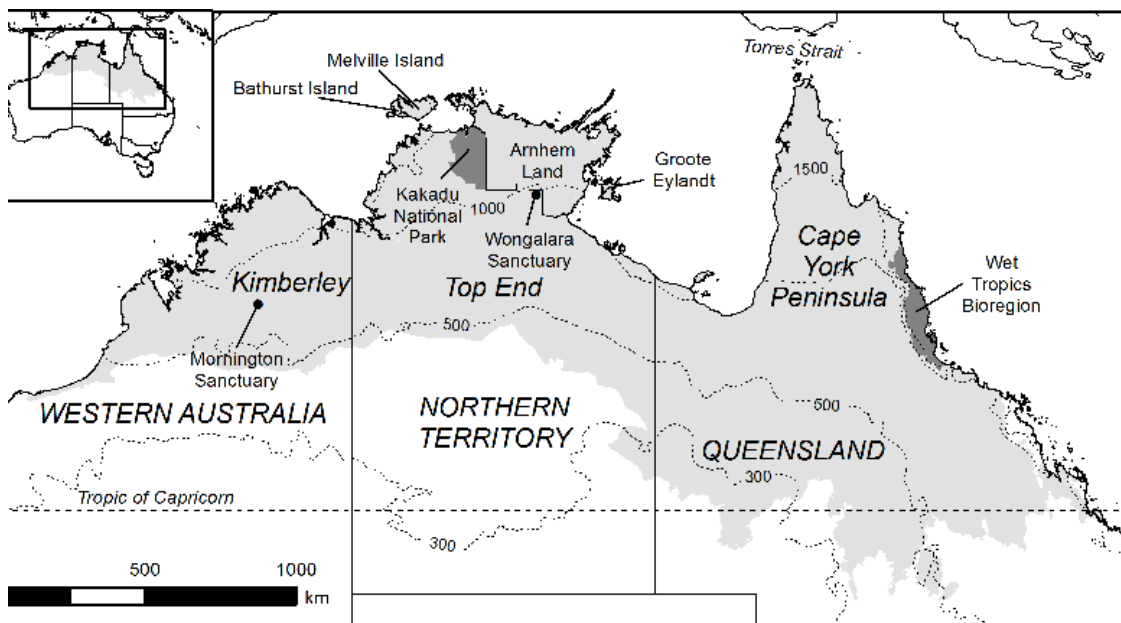 Torres Strait
Melville Island
Bathurst Island
Arnhem
Land
Groote
Eylandt
1500
Kakadu
National
Park
1000
Wongalara
Sanctuary
Cape
York
Peninsula
Wet
Tropics
Bioregion
Kimberley
Top End
500
Mornington
Sanctuary
WESTERN AUSTRALIA
NORTHERN
TERRITORY
500
QUEENSLAND
300
Tropic of Capricorn
300
500
1000
km